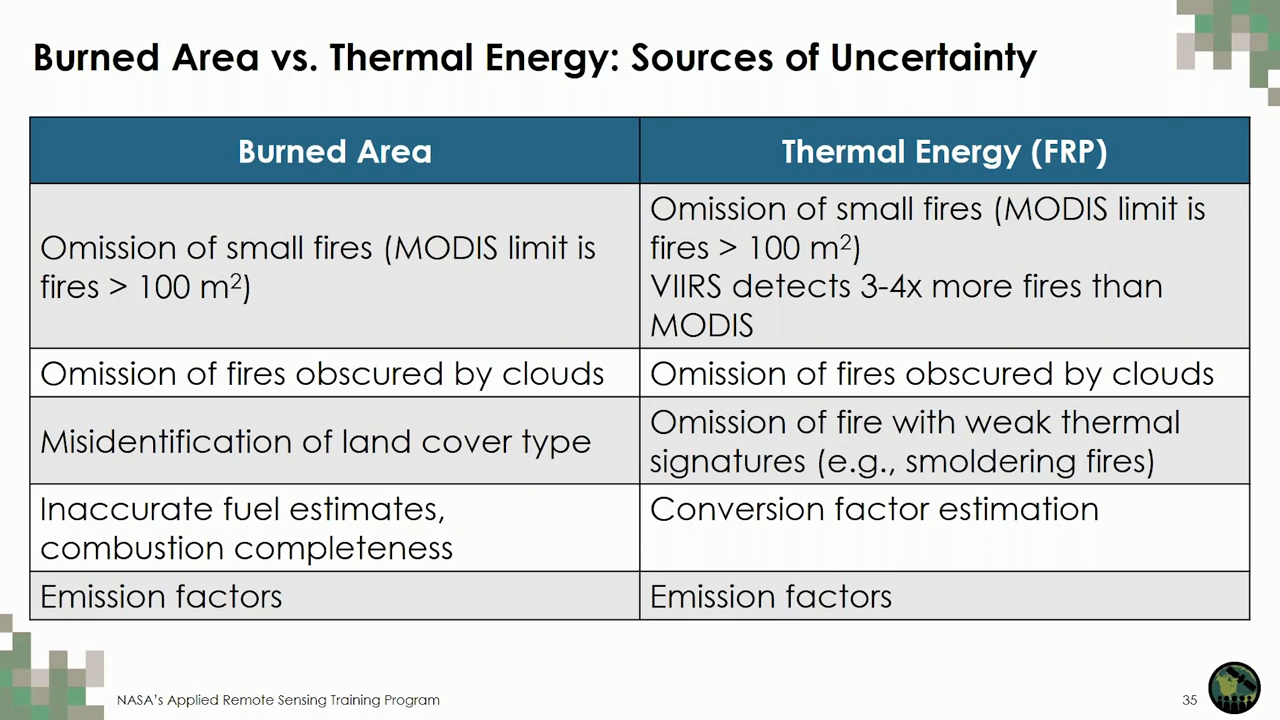 Burned Area vs. Thermal Energy: Sources of Uncertainty
Burned Area
Thermal Energy (FRP)
Omission of small fires (MODIS limit is
fires > 100 m²)
Omission of small fires (MODIS limit is
fires > 100 m²)
VIIRS detects 3-4x more fires than
MODIS
Omission of fires obscured by clouds
Omission of fires obscured by clouds
Misidentification of land cover type
Omission of fire with weak thermal
signatures (e.g., smoldering fires)
Inaccurate fuel estimates,
combustion completeness
Conversion factor estimation
Emission factors
Emission factors
NASA's Applied Remote Sensing Training Program
35